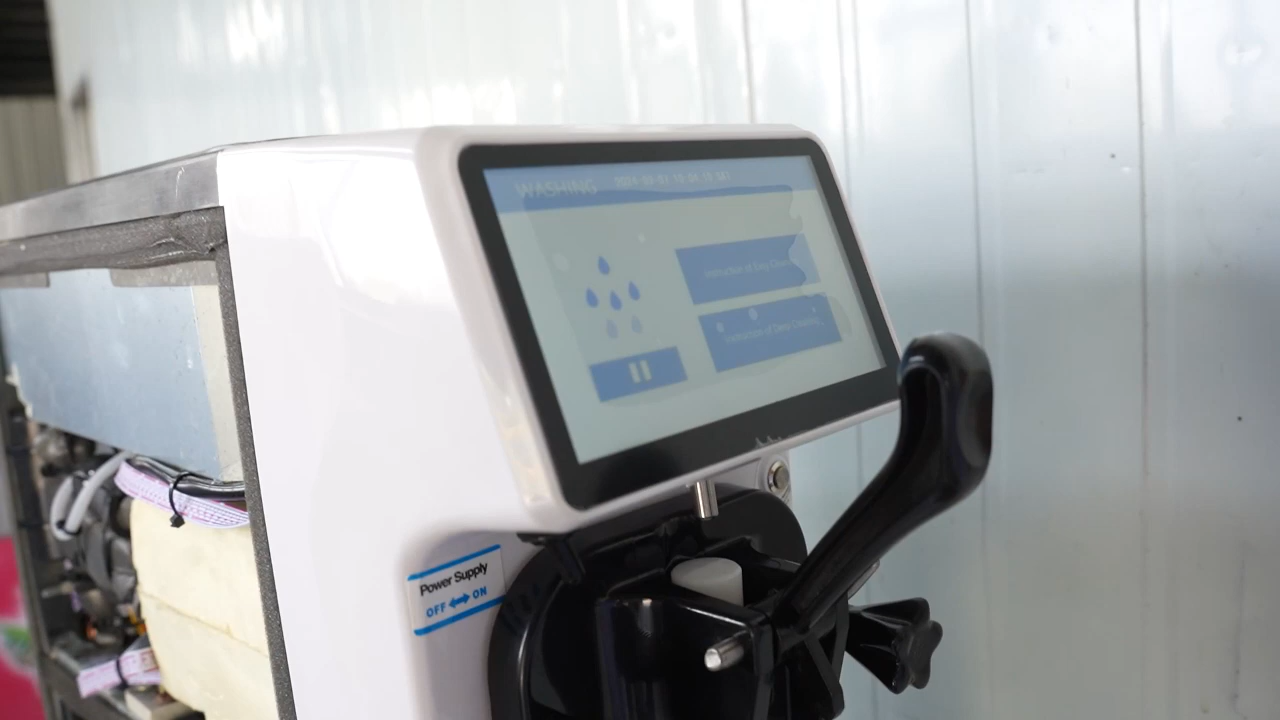 WASHING
Instruction of Easy Cleaning
Instruction of Deep Cleaning
Power Supply
OFF ON